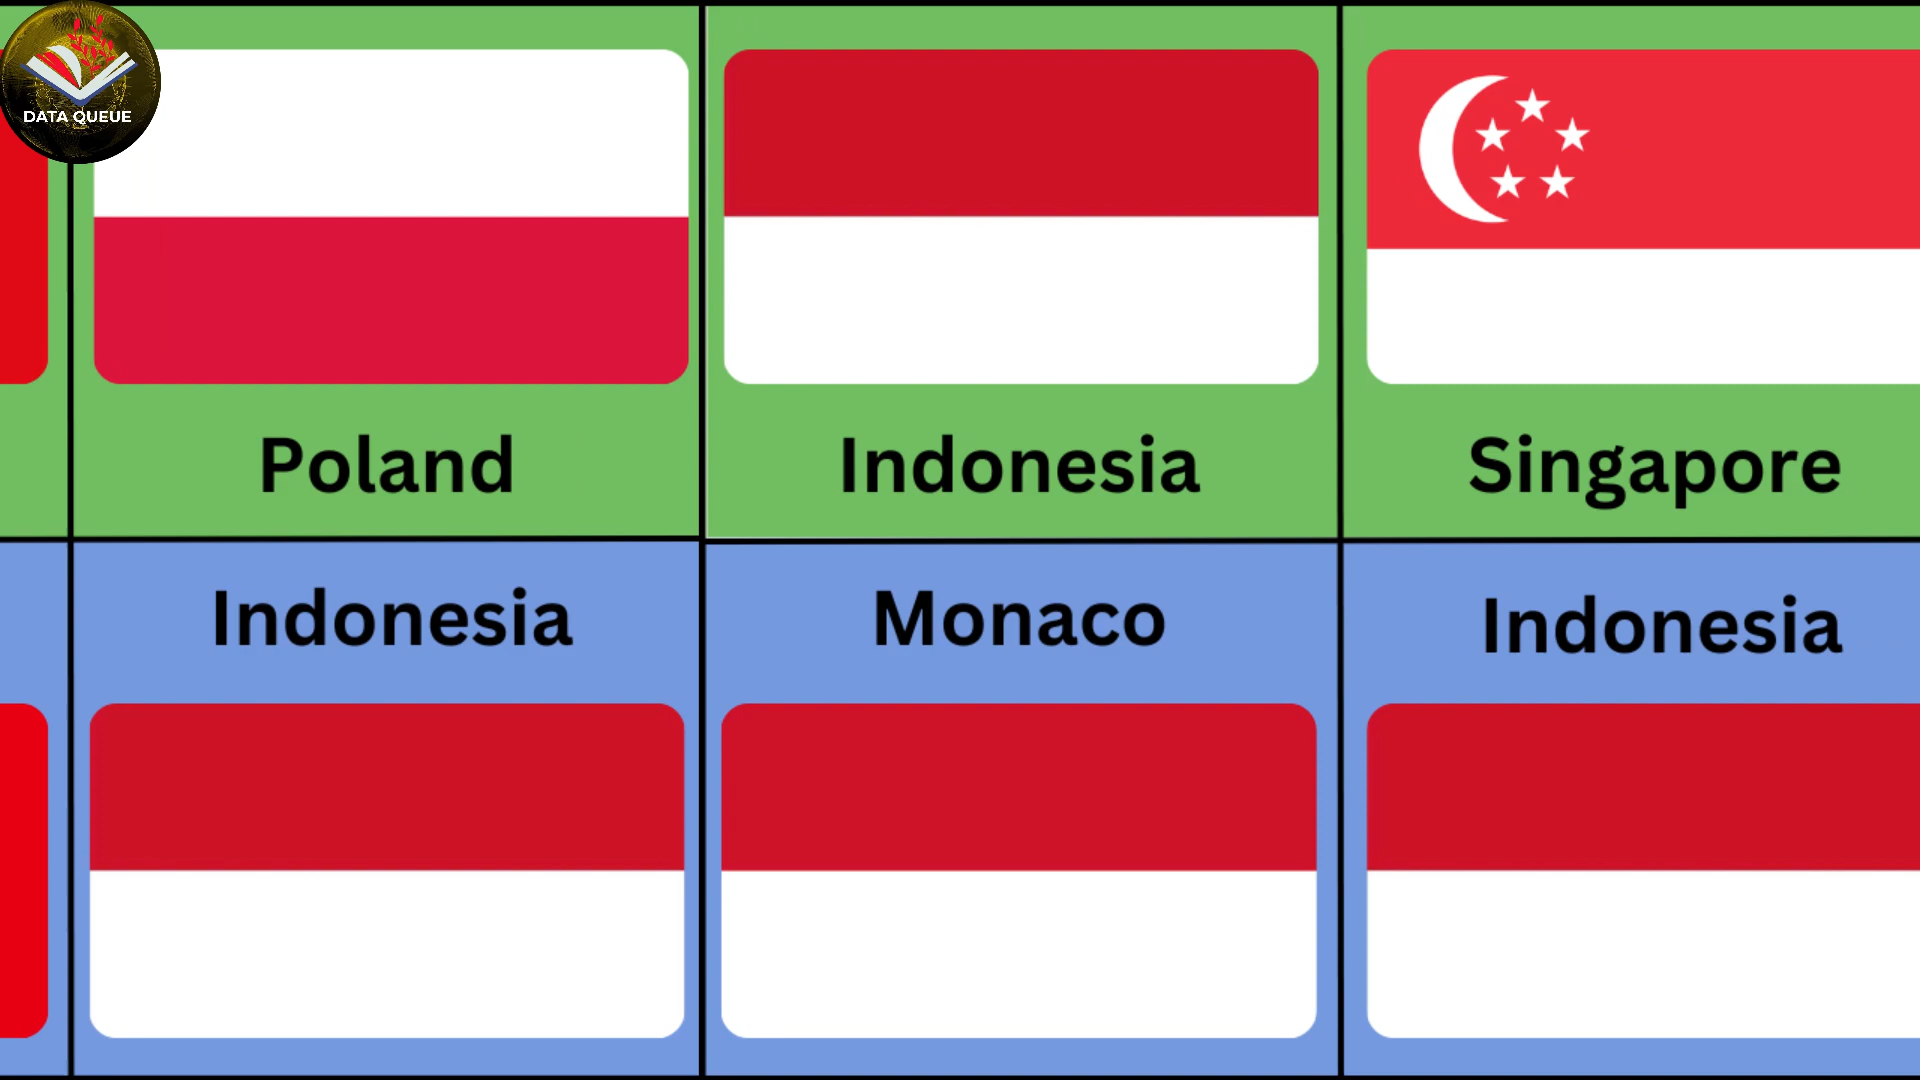 DATA QUEUE
Poland
Indonesia
Singapore
Indonesia
Monaco
Indonesia